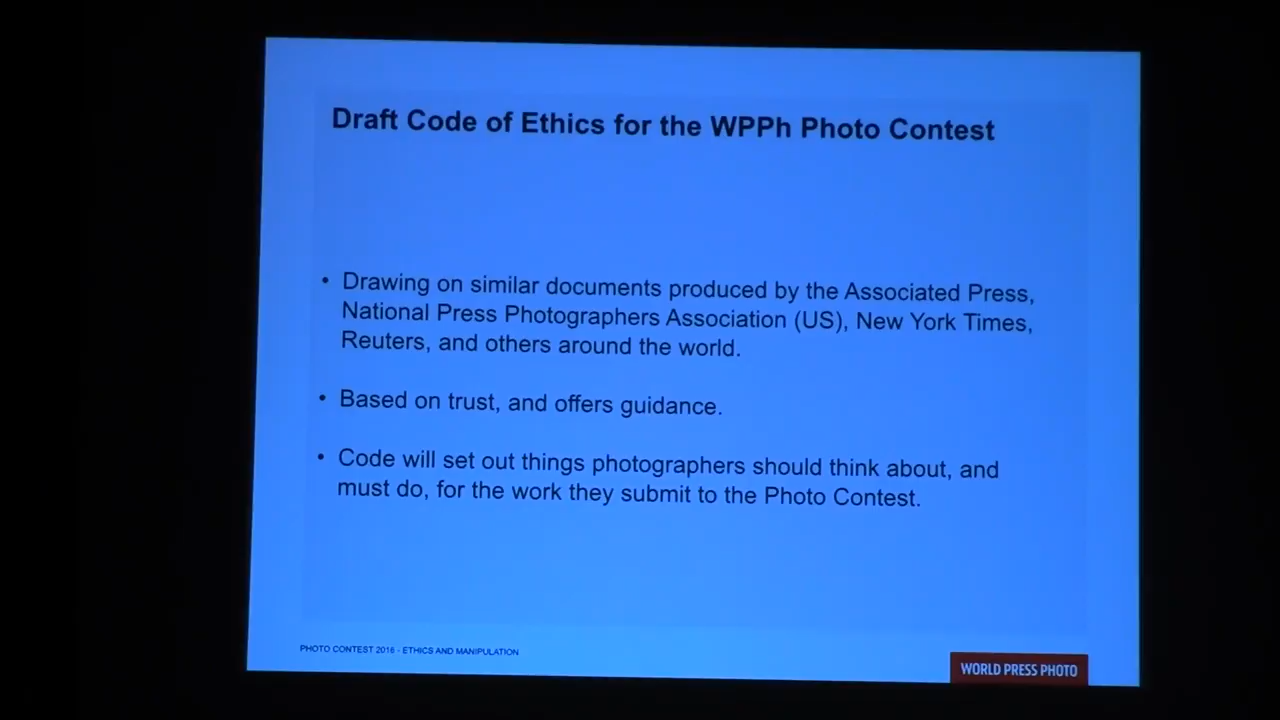 Draft Code of Ethics for the WPPh Photo Contest
• Drawing on similar documents produced by the Associated Press,
National Press Photographers Association (US), New York Times,
Reuters, and others around the world.
• Based on trust, and offers guidance.
• Code will set out things photographers should think about, and
must do, for the work they submit to the Photo Contest.
PHOTO CONTEST 2016 - ETHICS AND MANIPULATION
WORLD PRESS PHOTO